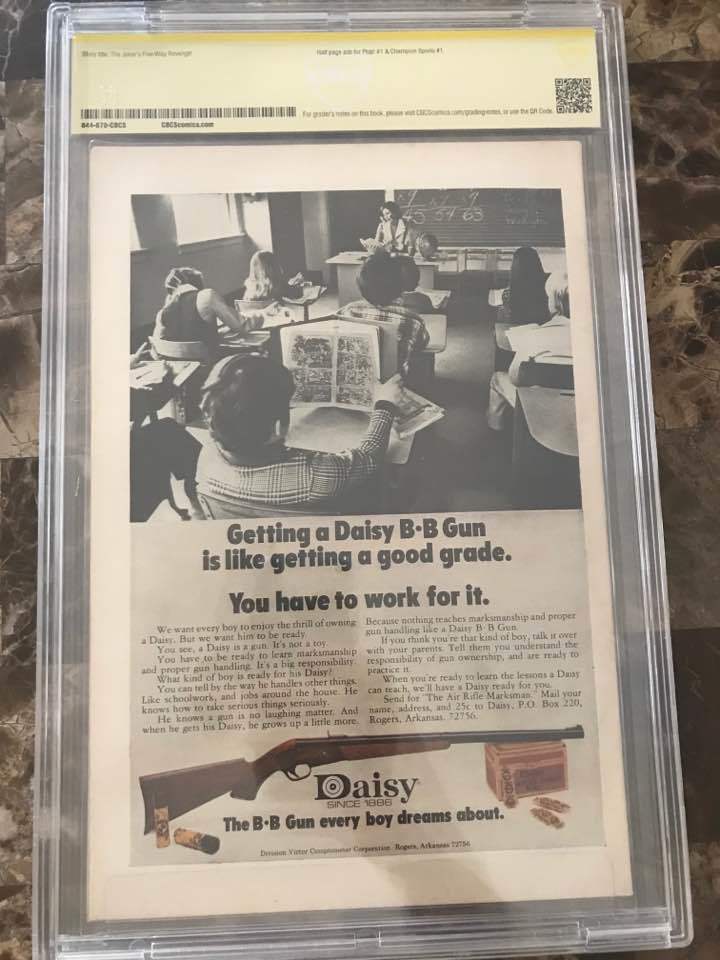 Story title: The Joker's Five-Way Revenge!
Half page ads for Plop! #1 & Champion Sports #1.
For grader's notes on this book, please visit CBCScomics.com/grading-notes, or use the QR Code.
CBCScomics.com
Getting a Daisy B·B Gun
is like getting a good grade.
You have to work for it.
We want every boy to enjoy the thrill of owning
a Daisy. But we want him to be ready.
You see, a Daisy is a gun. It's not a toy.
You have to be ready to learn marksmanship
and proper gun handling. It's a big responsibility.
What kind of boy is ready for his Daisy?
You can tell by the way he handles other things.
Like schoolwork, and jobs around the house. He
knows how to take serious things seriously.
He knows a gun is no laughing matter. And
when he gets his Daisy, he grows up a little more.
Because nothing teaches marksmanship and proper
gun handling like a Daisy B·B Gun.
If you think you're that kind of boy, talk it over
with your parents. Tell them you understand the
responsibility of gun ownership, and are ready to
practice it.
When you're ready to learn the lessons a Daisy
can teach, we'll have a Daisy ready for you.
Send for "The Air Rifle Marksman." Mail your
name, address, and 25c to Daisy, P.O. Box 220,
Rogers, Arkansas. 72756.
Daisy
SINCE 1886
The B·B Gun every boy dreams about.
Division Victor Comptometer Corporation Rogers, Arkansas 72756